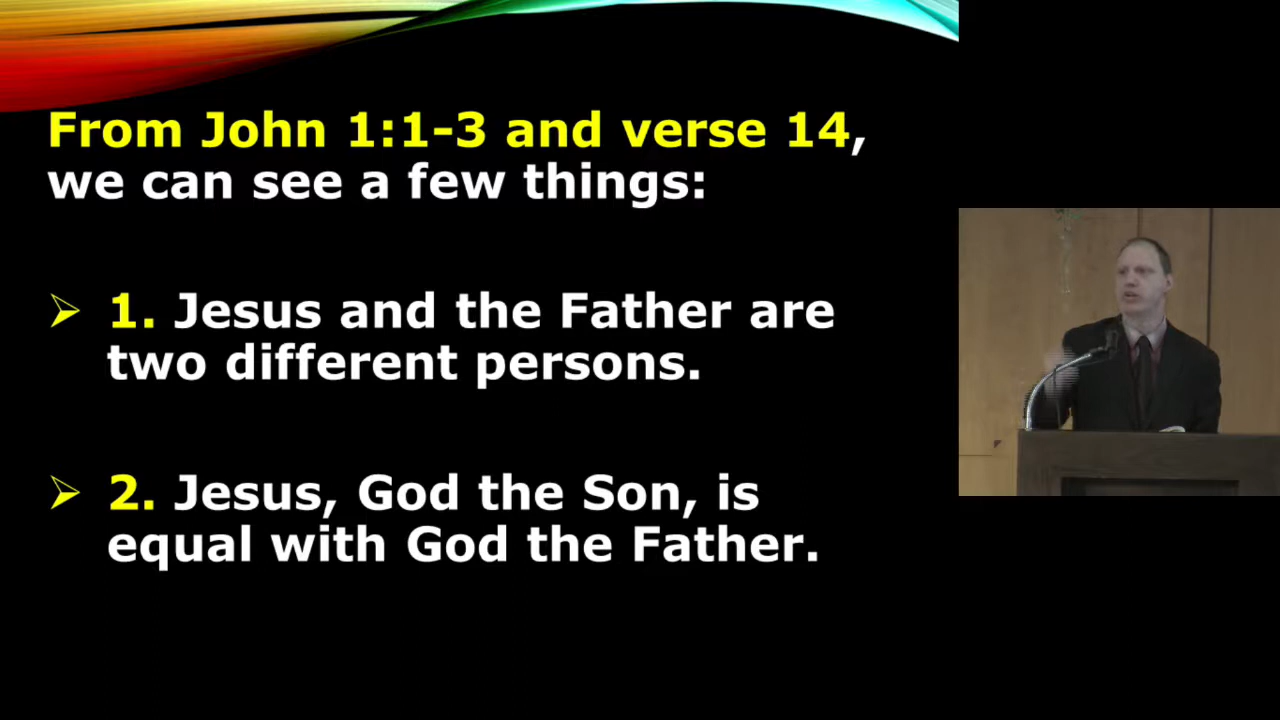 From John 1:1-3 and verse 14,
we can see a few things:
1. Jesus and the Father are
two different persons.
2. Jesus, God the Son, is
equal with God the Father.